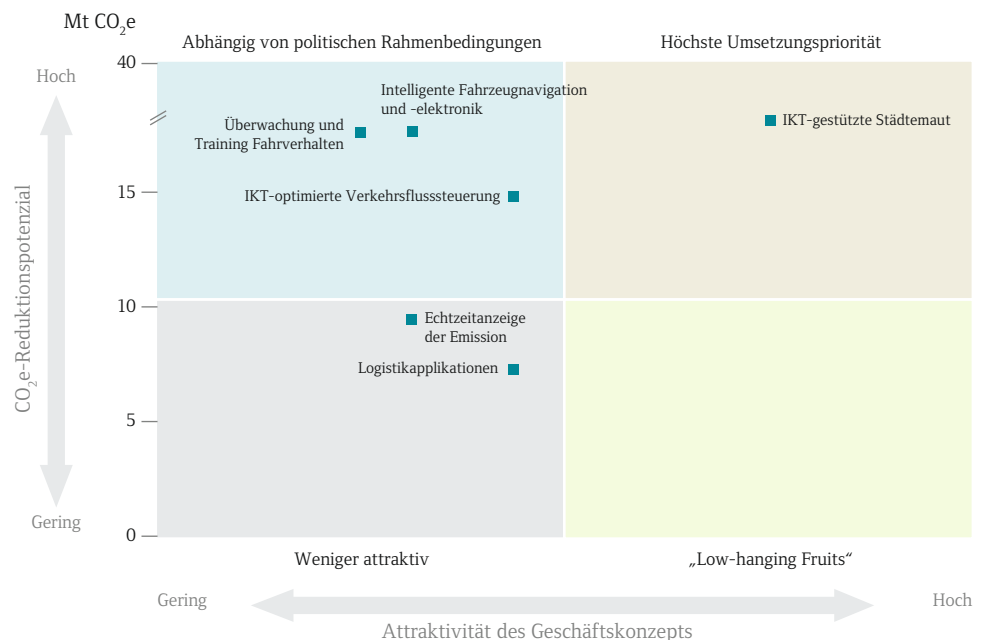 Mt CO₂e
Abhängig von politischen Rahmenbedingungen
Höchste Umsetzungspriorität
40
Hoch
Intelligente Fahrzeugnavigation
und -elektronik
Überwachung und
Training Fahrverhalten
IKT-gestützte Städtemaut
15
IKT-optimierte Verkehrsflusssteuerung
CO₂e-Reduktionspotenzial
10
Echtzeitanzeige
der Emission
Logistikapplikationen
5
Gering
0
Weniger attraktiv
„Low-hanging Fruits“
Gering
Hoch
Attraktivität des Geschäftskonzepts